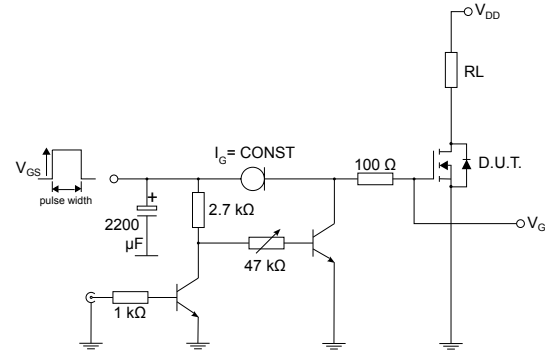 V_DD
RL
I_G= CONST
100 Ω
D.U.T.
V_GS
pulse width
+
2200
μF
2.7 kΩ
V_G
47 kΩ
1 kΩ